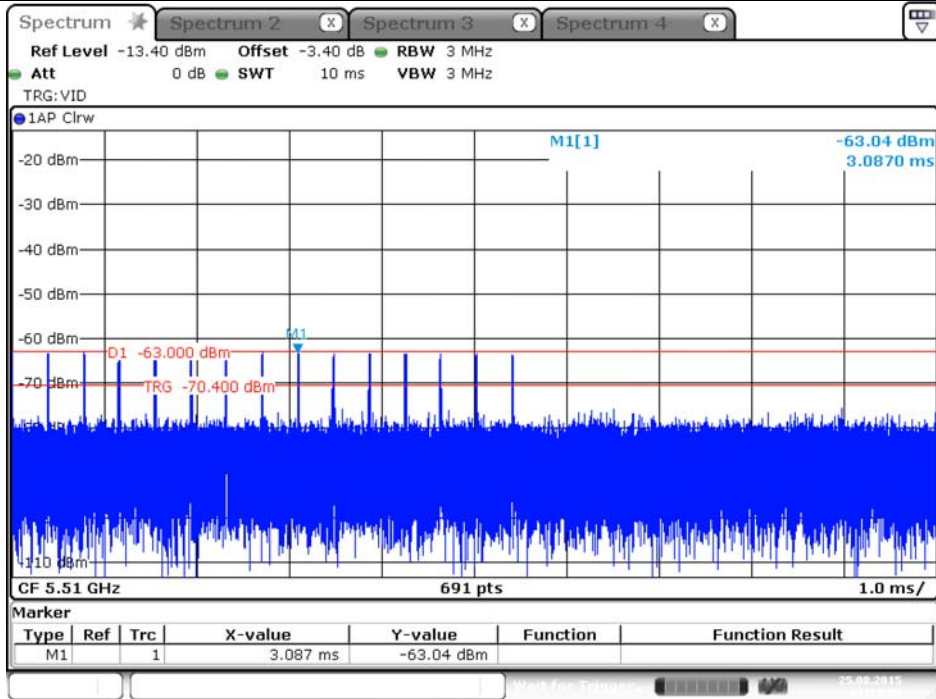 Spectrum Spectrum 2 X Spectrum 3 X Spectrum 4 X
Ref Level -13.40 dBm Offset -3.40 dB RBW 3 MHz
Att 0 dB SWT 10 ms VBW 3 MHz
TRG:VID
1AP Clrw
M1[1] -63.04 dBm
3.0870 ms
-20 dBm
-30 dBm
-40 dBm
-50 dBm
-60 dBm
M1
D1 -63.000 dBm
-70 dBm
TRG -70.400 dBm
-110 dBm
CF 5.51 GHz 691 pts 1.0 ms/
Marker
Type Ref Trc X-value Y-value Function Function Result
M1 1 3.087 ms -63.04 dBm
Wait for Trigger 25.08.2015